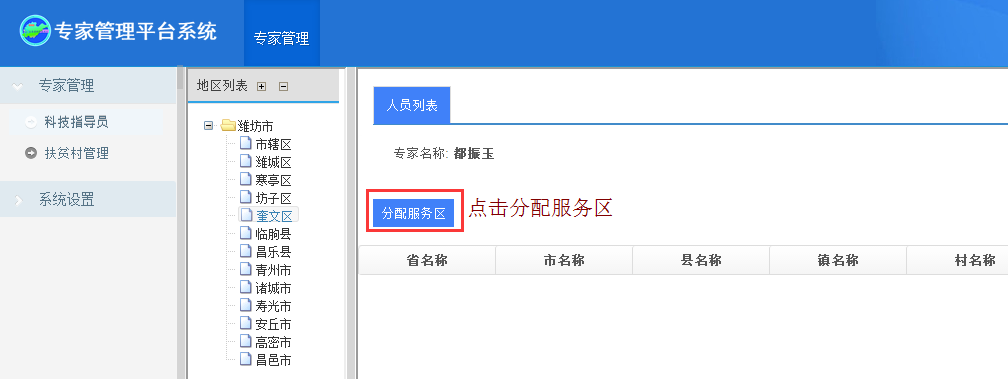 专家管理平台系统
专家管理
专家管理
科技指导员
扶贫村管理
系统设置
地区列表
潍坊市
市辖区
潍城区
寒亭区
坊子区
奎文区
临朐县
昌乐县
青州市
诸城市
寿光市
安丘市
高密市
昌邑市
人员列表
专家名称: 都振玉
分配服务区 点击分配服务区
省名称 市名称 县名称 镇名称 村名称